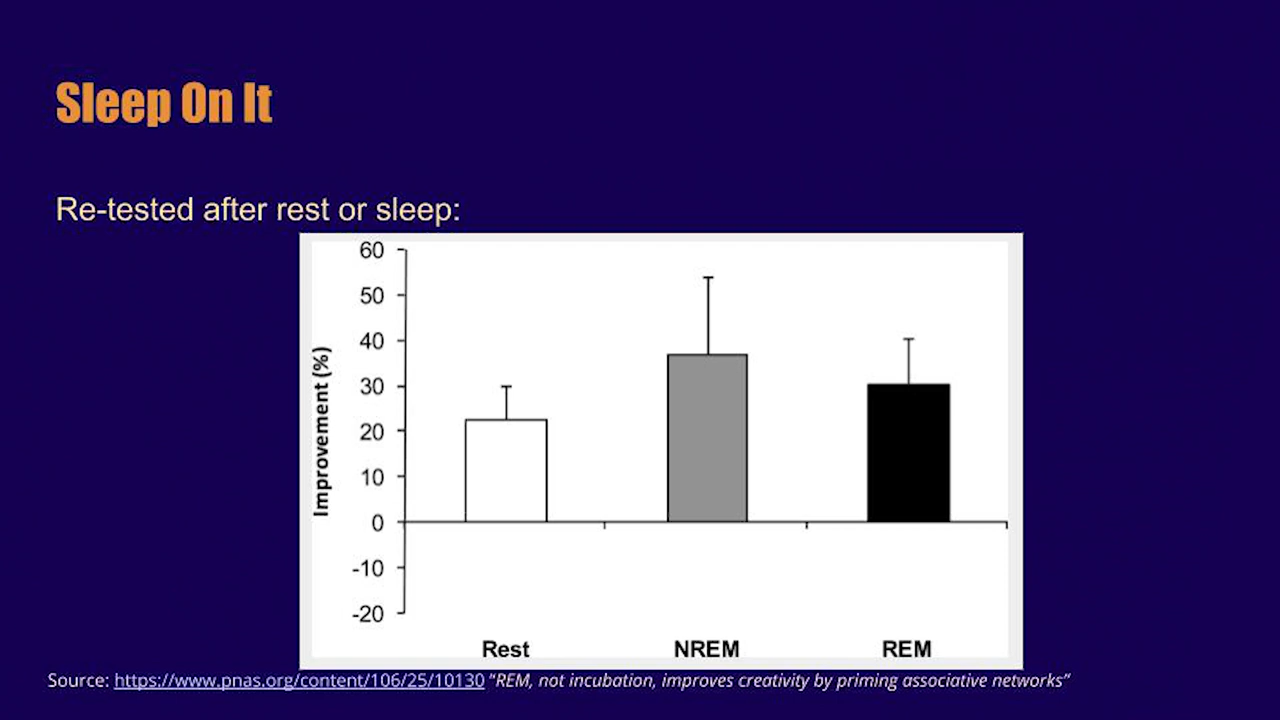 Sleep On It
Re-tested after rest or sleep:
60
50
40
30
20
10
0
-10
-20
Improvement (%)
Rest NREM REM
Source: https://www.pnas.org/content/106/25/10130 "REM, not incubation, improves creativity by priming associative networks”